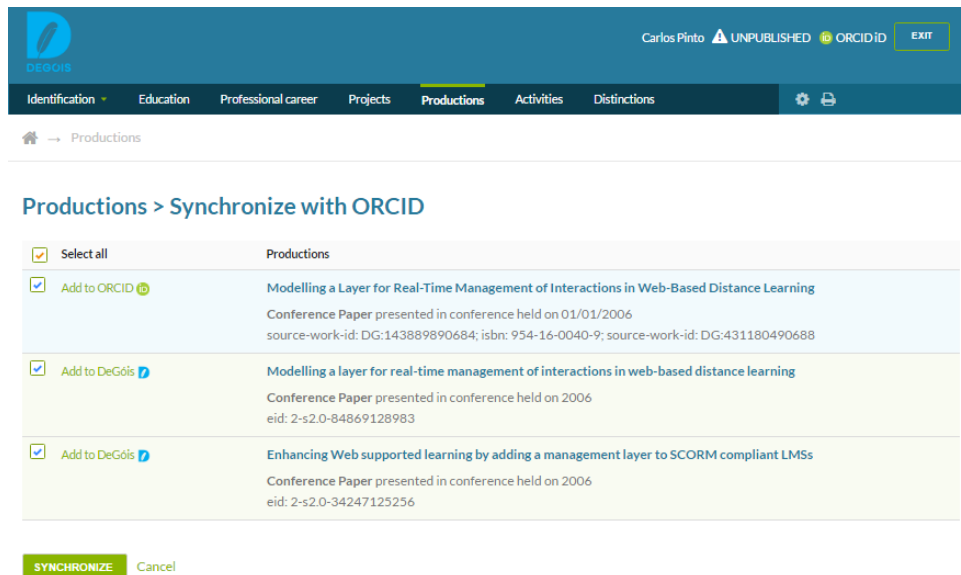 Carlos Pinto UNPUBLISHED iD ORCID iD EXIT
DEGOIS
Identification Education Professional career Projects Productions Activities Distinctions
→ Productions
Productions > Synchronize with ORCID
Select all Productions
Add to ORCID iD Modelling a Layer for Real-Time Management of Interactions in Web-Based Distance Learning
Conference Paper presented in conference held on 01/01/2006
source-work-id: DG:143889890684; isbn: 954-16-0040-9; source-work-id: DG:431180490688
Add to DeGóis Modelling a layer for real-time management of interactions in web-based distance learning
Conference Paper presented in conference held on 2006
eid: 2-s2.0-84869128983
Add to DeGóis Enhancing Web supported learning by adding a management layer to SCORM compliant LMSs
Conference Paper presented in conference held on 2006
eid: 2-s2.0-34247125256
SYNCHRONIZE Cancel